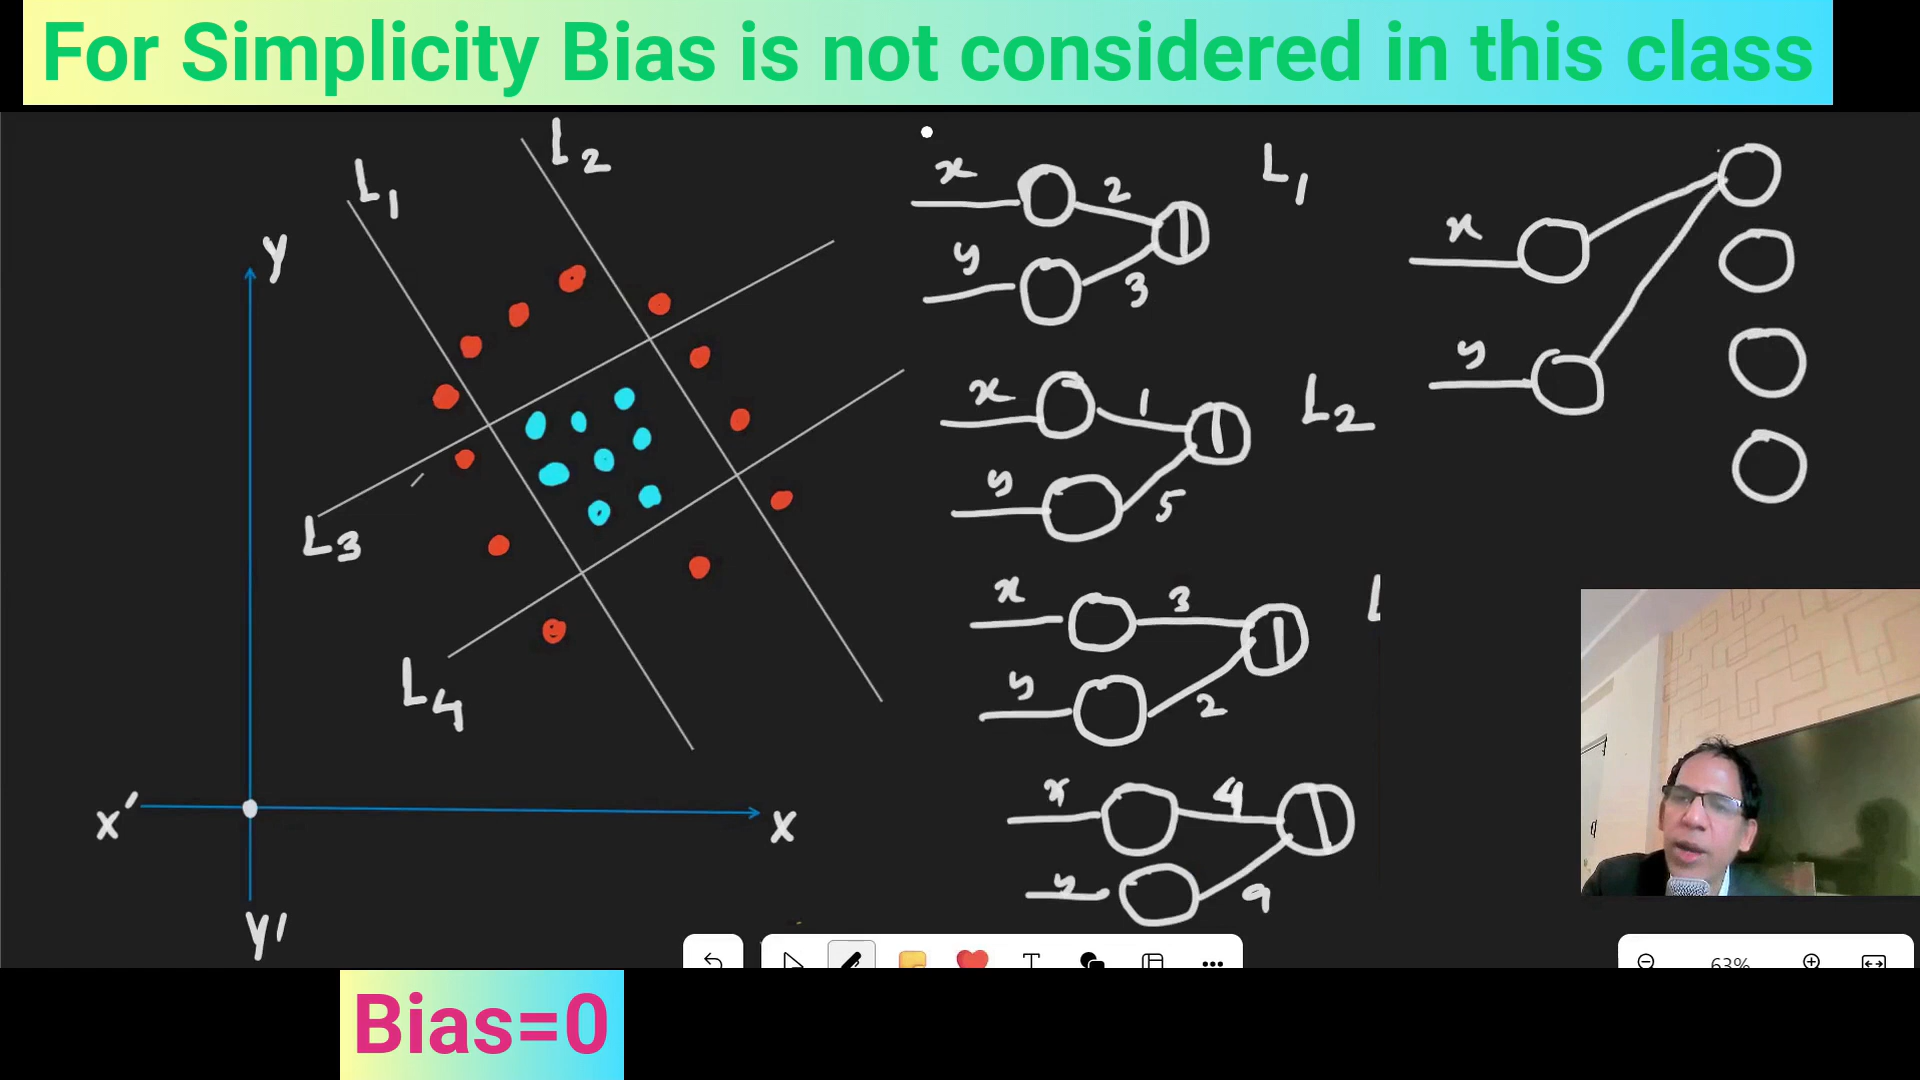 For Simplicity Bias is not considered in this class
L1
L2
Y
L3
L4
X'
X
Y'
x
2
y
3
L1
x
1
y
5
L2
x
3
y
2
L
x
4
y
9
x
y
63%
Bias=0